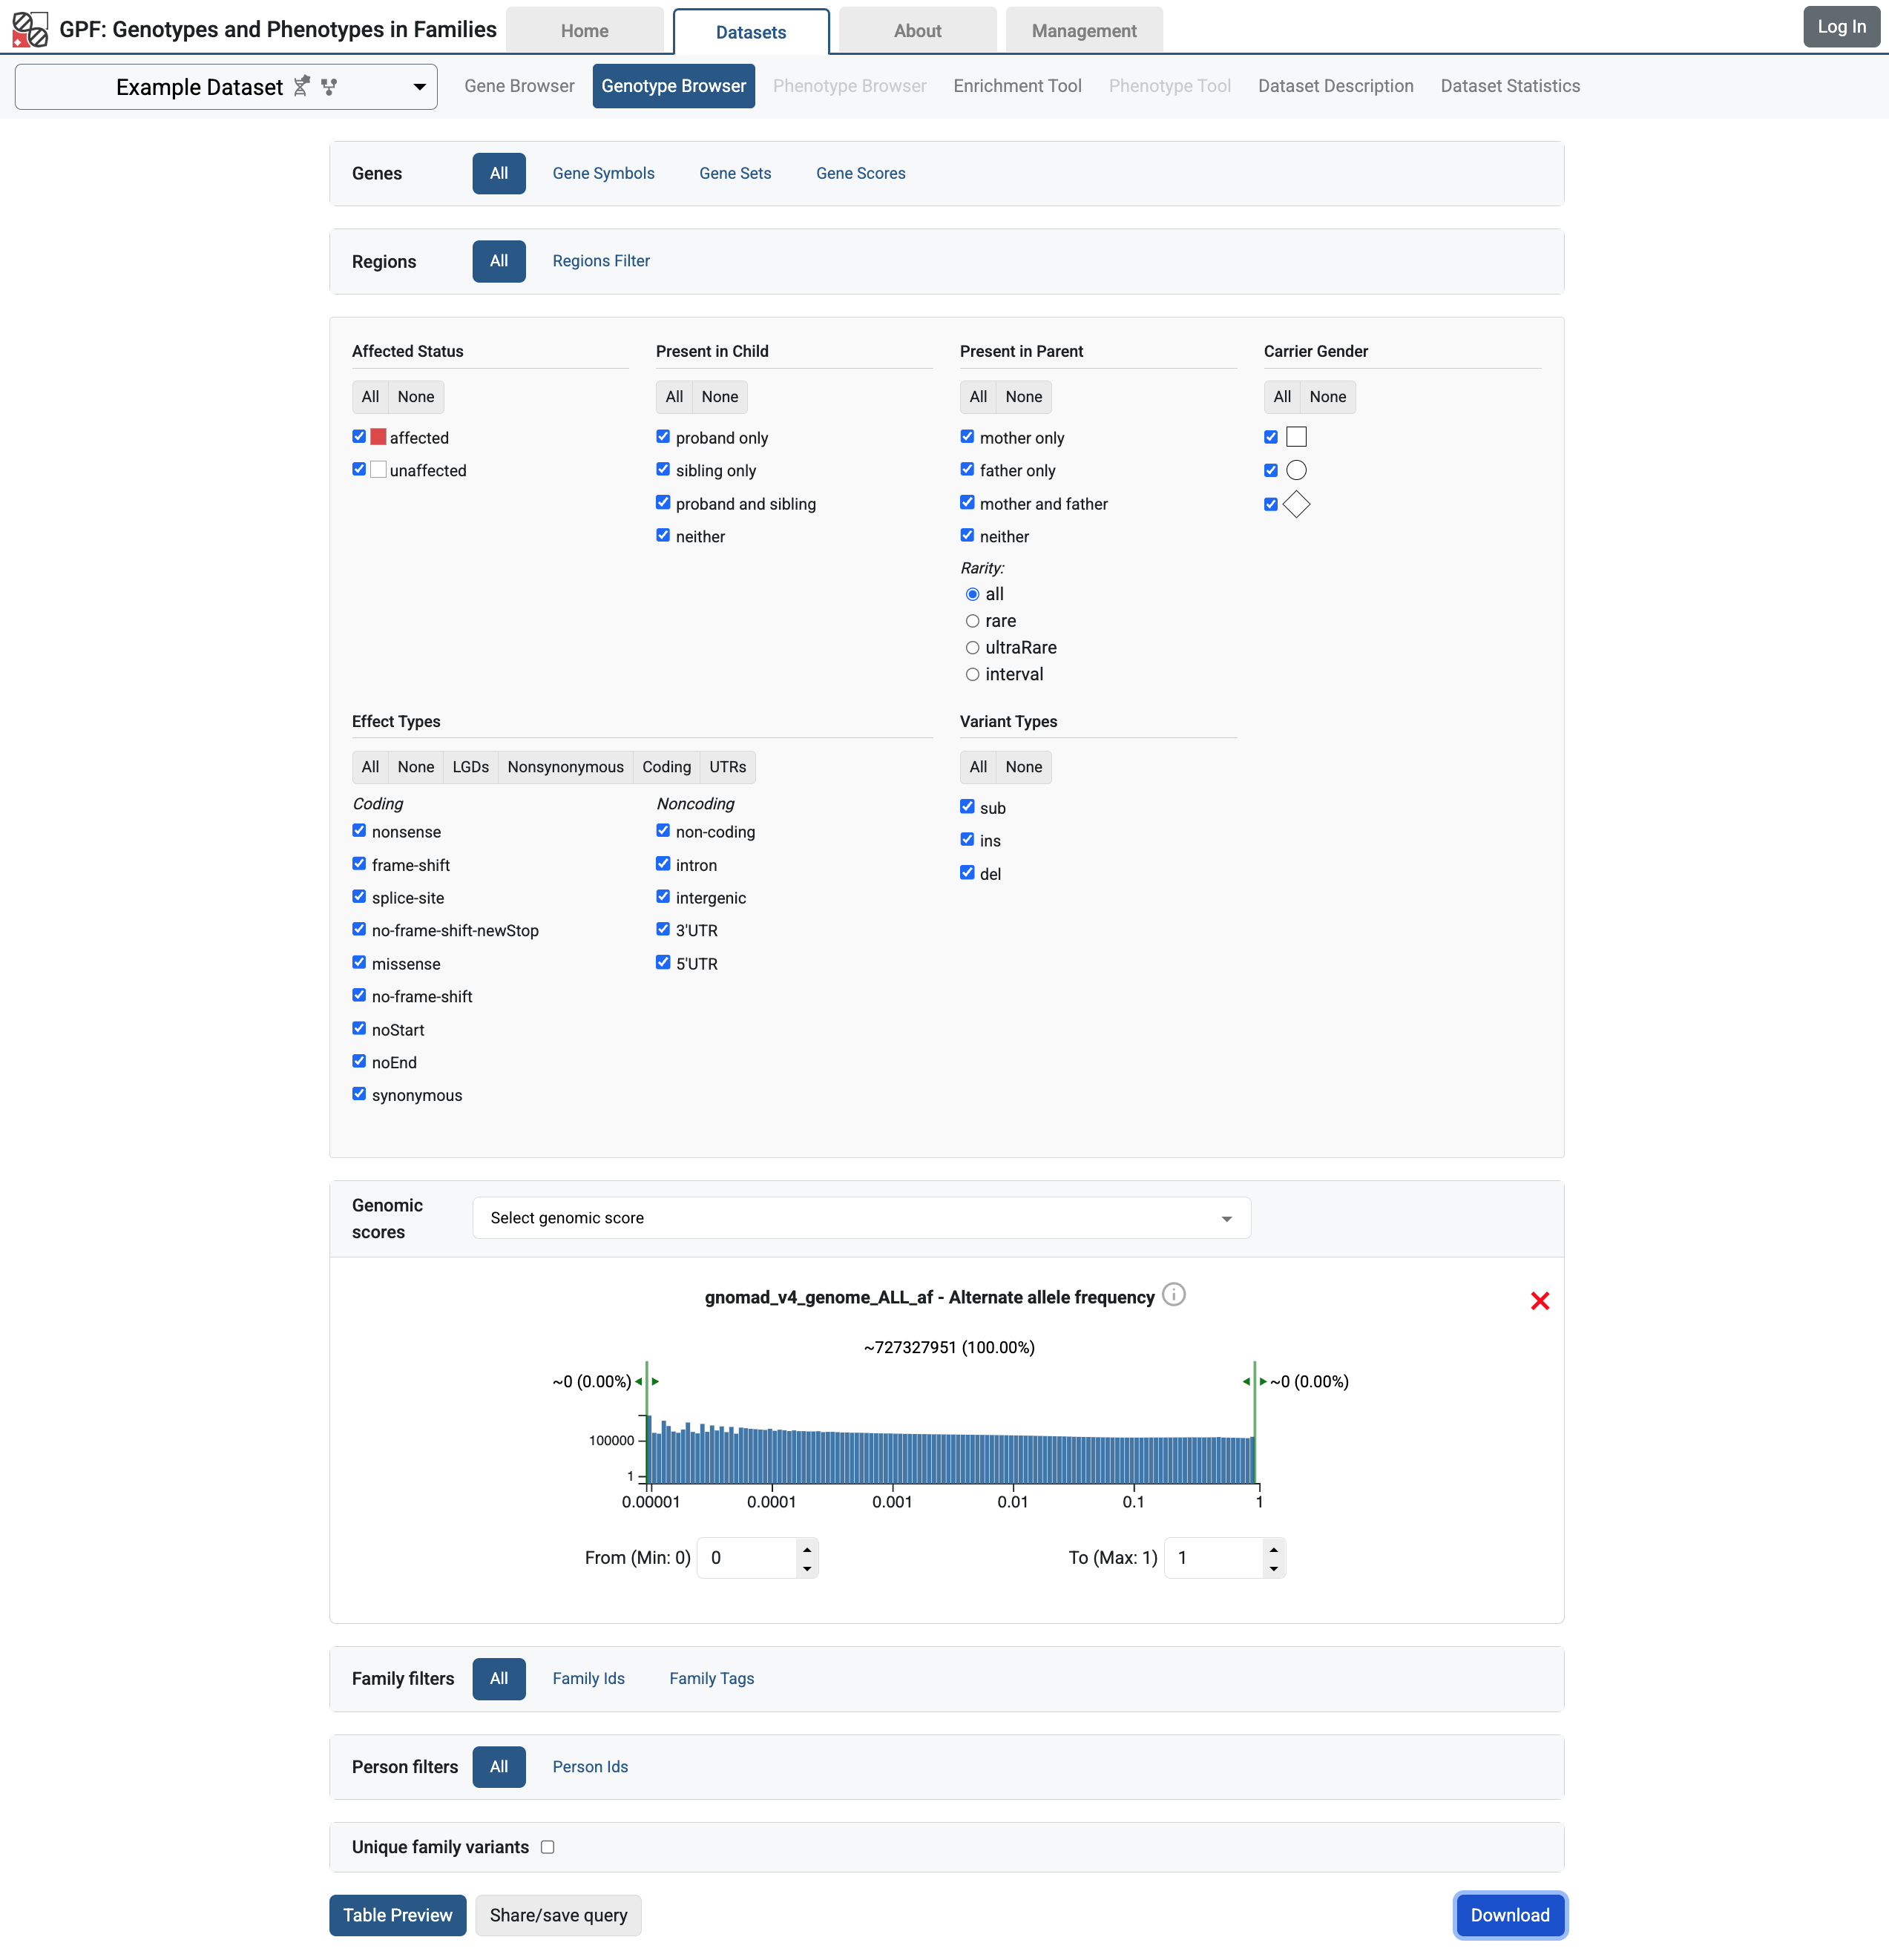 GPF: Genotypes and Phenotypes in Families Home Datasets About Management Log In
Example Dataset Gene Browser Genotype Browser Phenotype Browser Enrichment Tool Phenotype Tool Dataset Description Dataset Statistics
Genes All Gene Symbols Gene Sets Gene Scores
Regions All Regions Filter
Affected Status Present in Child Present in Parent Carrier Gender
All None All None All None All None
affected proband only mother only
unaffected sibling only father only
proband and sibling mother and father
neither neither
Rarity:
all
rare
ultraRare
interval
Effect Types Variant Types
All None LGDs Nonsynonymous Coding UTRs All None
Coding Noncoding
nonsense non-coding sub
frame-shift intron ins
splice-site intergenic del
no-frame-shift-newStop 3'UTR
missense 5'UTR
no-frame-shift
noStart
noEnd
synonymous
Genomic
scores
Select genomic score
gnomad_v4_genome_ALL_af - Alternate allele frequency
~727327951 (100.00%)
~0 (0.00%) ~0 (0.00%)
100000
1
0.00001 0.0001 0.001 0.01 0.1 1
From (Min: 0) 0 To (Max: 1) 1
Family filters All Family Ids Family Tags
Person filters All Person Ids
Unique family variants
Table Preview Share/save query Download